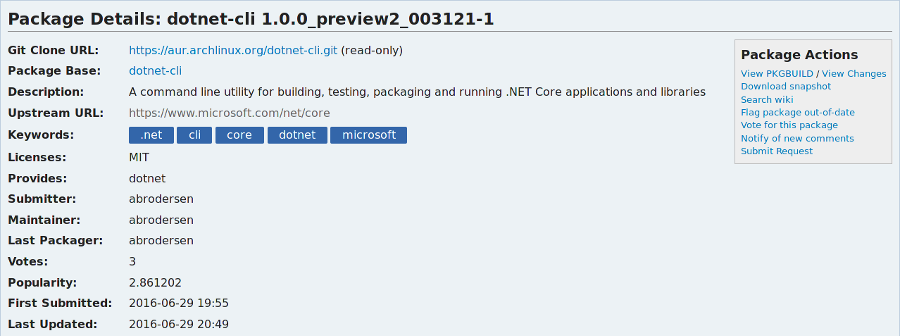 Package Details: dotnet-cli 1.0.0_preview2_003121-1
Git Clone URL: https://aur.archlinux.org/dotnet-cli.git (read-only)
Package Base: dotnet-cli
Description: A command line utility for building, testing, packaging and running .NET Core applications and libraries
Upstream URL: https://www.microsoft.com/net/core
Keywords: .net cli core dotnet microsoft
Licenses: MIT
Provides: dotnet
Submitter: abrodersen
Maintainer: abrodersen
Last Packager: abrodersen
Votes: 3
Popularity: 2.861202
First Submitted: 2016-06-29 19:55
Last Updated: 2016-06-29 20:49
Package Actions
View PKGBUILD / View Changes
Download snapshot
Search wiki
Flag package out-of-date
Vote for this package
Notify of new comments
Submit Request